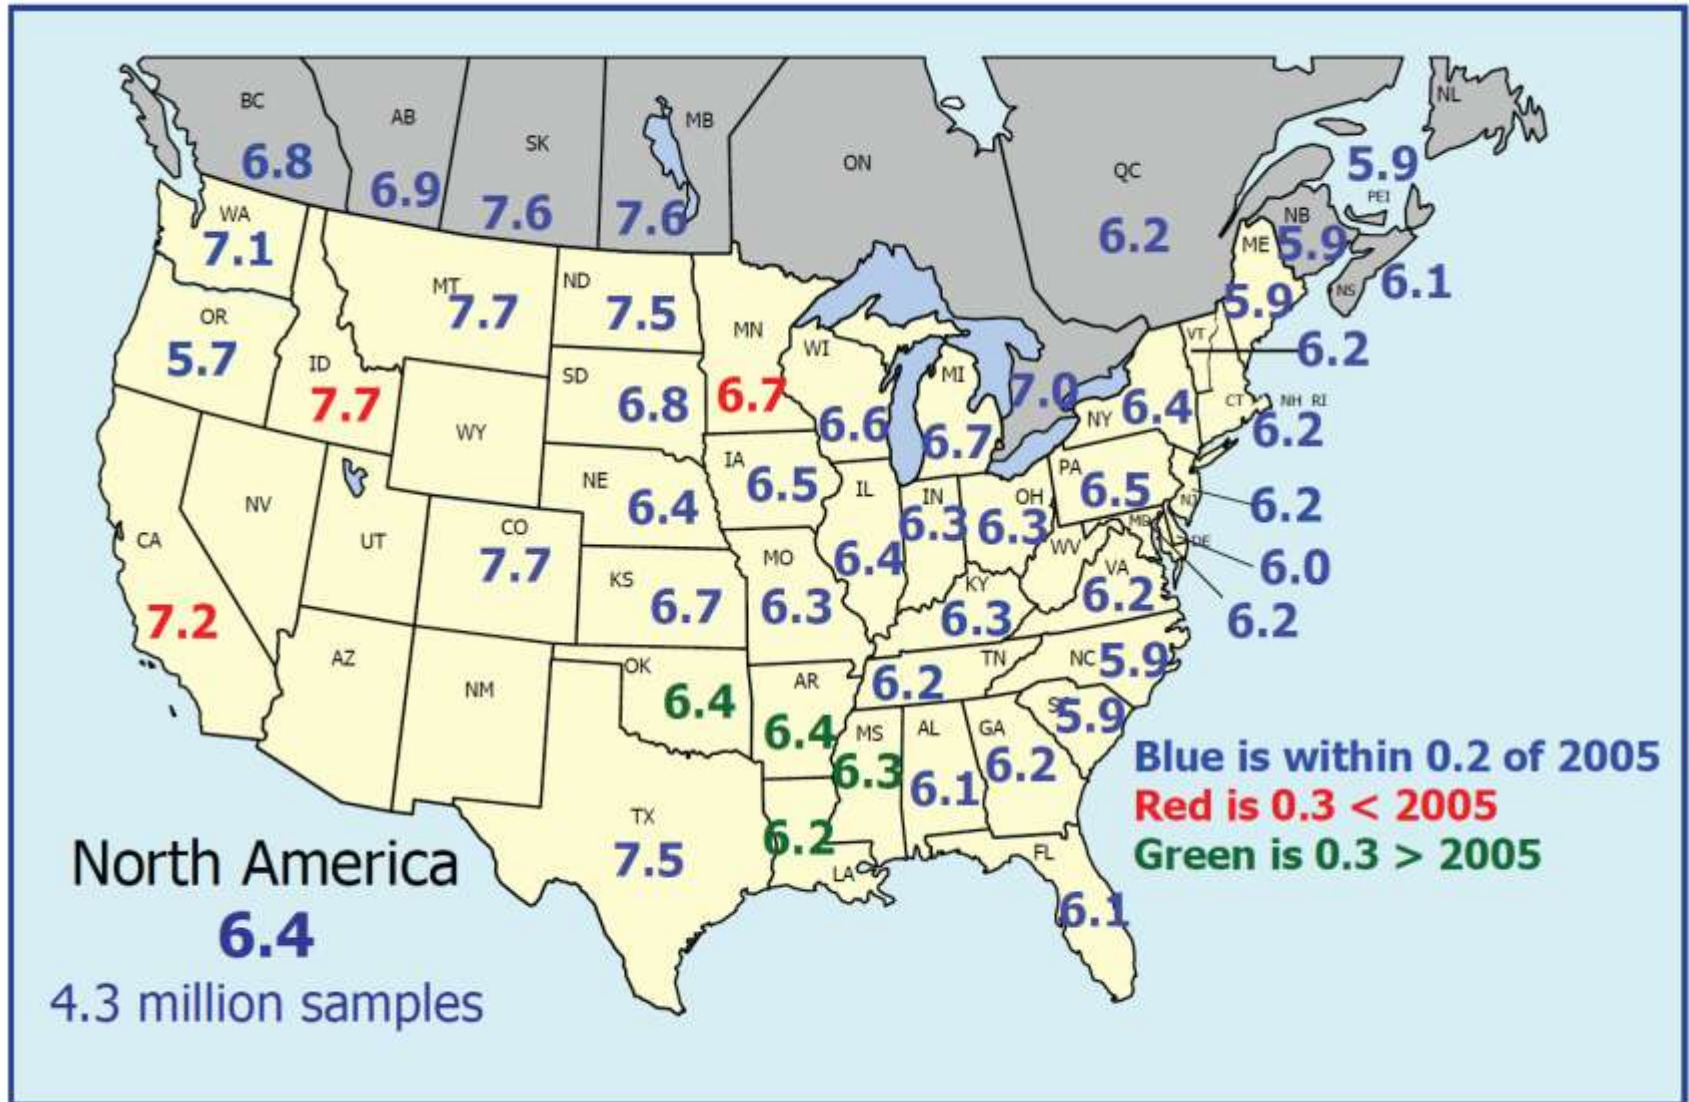 BC
6.8
AB
6.9
SK
7.6
MB
7.6
ON
7.0
QC
6.2
NL
5.9
PEI
NB
5.9
NS
6.1
WA
7.1
OR
5.7
ID
7.7
MT
7.7
ND
7.5
SD
6.8
MN
6.7
WI
6.6
MI
6.7
NY
6.4
VT
6.2
ME
5.9
CT
NH RI
6.2
WY
NE
6.4
IA
6.5
IL
6.4
IN
6.3
OH
6.3
PA
6.5
NJ
6.2
MD
DE
6.0
6.2
CA
7.2
NV
UT
CO
7.7
KS
6.7
MO
6.3
KY
6.3
WV
VA
6.2
AZ
NM
OK
6.4
AR
6.4
TN
6.2
NC
5.9
5.9
TX
7.5
LA
6.2
MS
6.3
AL
6.1
GA
6.2
FL
6.1
Blue is within 0.2 of 2005
Red is 0.3 < 2005
Green is 0.3 > 2005
North America
6.4
4.3 million samples